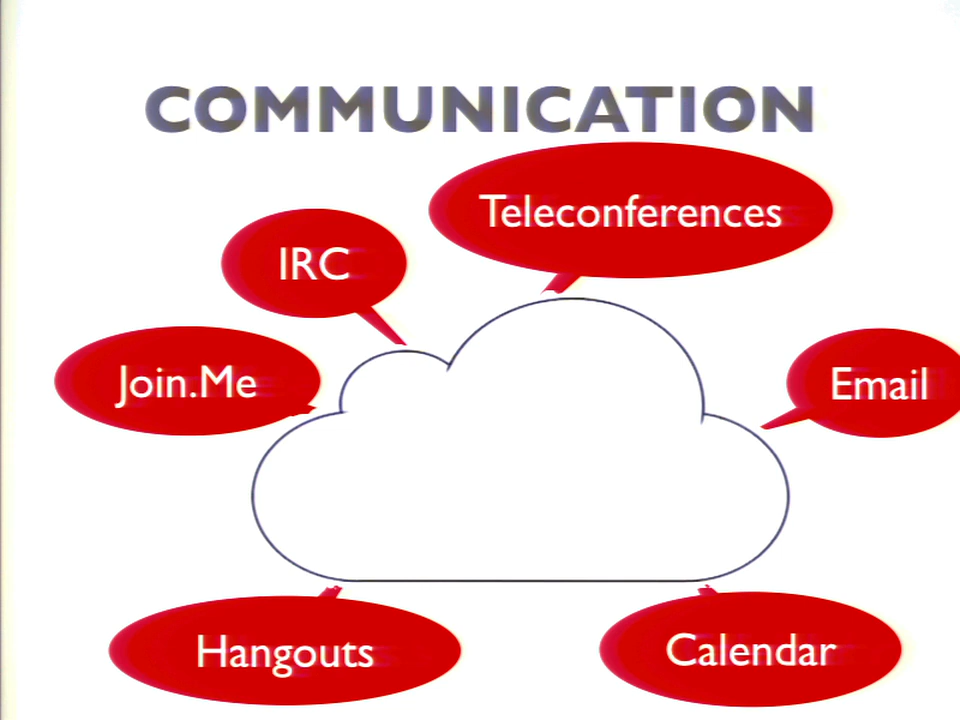 COMMUNICATION
Teleconferences
IRC
Join.Me
Email
Hangouts
Calendar